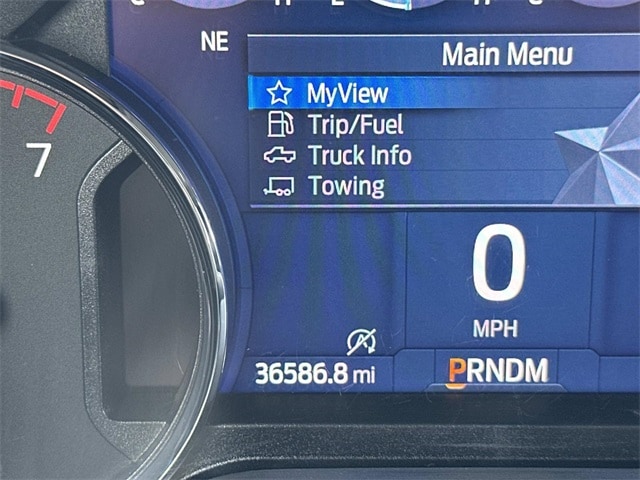 NE
Main Menu
MyView
Trip/Fuel
Truck Info
Towing
7
0
MPH
36586.8 mi
PRNDM